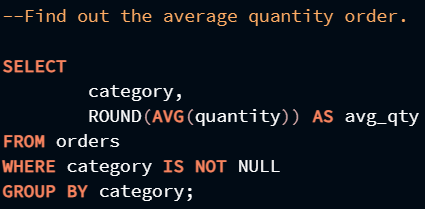 --Find out the average quantity order.
SELECT
category,
ROUND(AVG(quantity)) AS avg_qty
FROM orders
WHERE category IS NOT NULL
GROUP BY category;